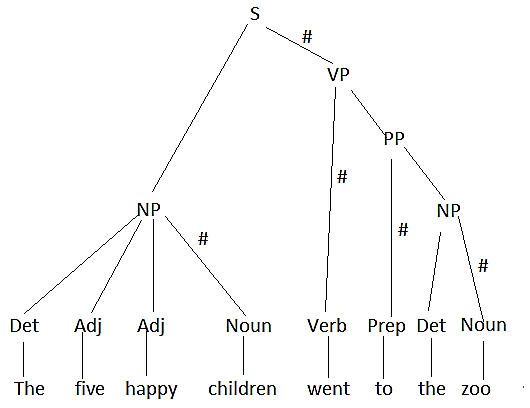 S
#
VP
PP
#
NP
NP
#
#
#
Det Adj Adj Noun Verb Prep Det Noun
The five happy children went to the zoo .